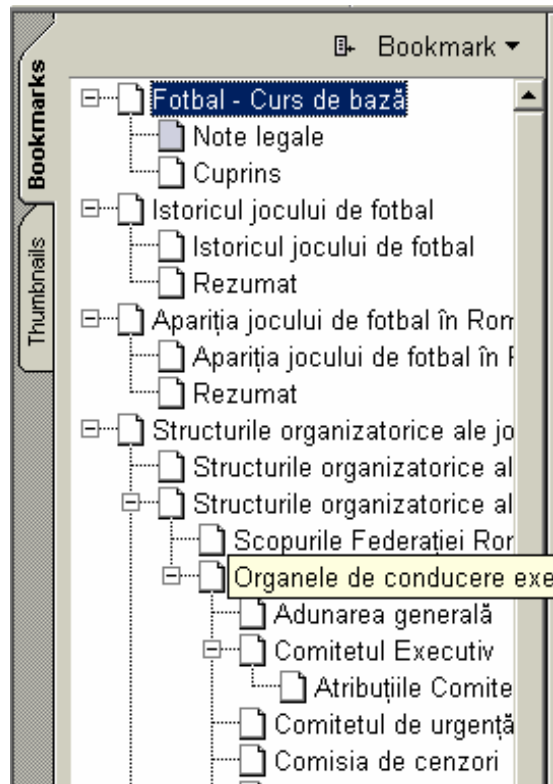 Bookmark
Bookmarks
Thumbnails
Fotbal - Curs de bază
Note legale
Cuprins
Istoricul jocului de fotbal
Istoricul jocului de fotbal
Rezumat
Apariția jocului de fotbal în Rom
Apariția jocului de fotbal în
Rezumat
Structurile organizatorice ale jo
Structurile organizatorice al
Structurile organizatorice al
Scopurile Federației Ror
Organele de conducere exe
Adunarea generală
Comitetul Executiv
Atribuțiile Comite
Comitetul de urgență
Comisia de cenzori